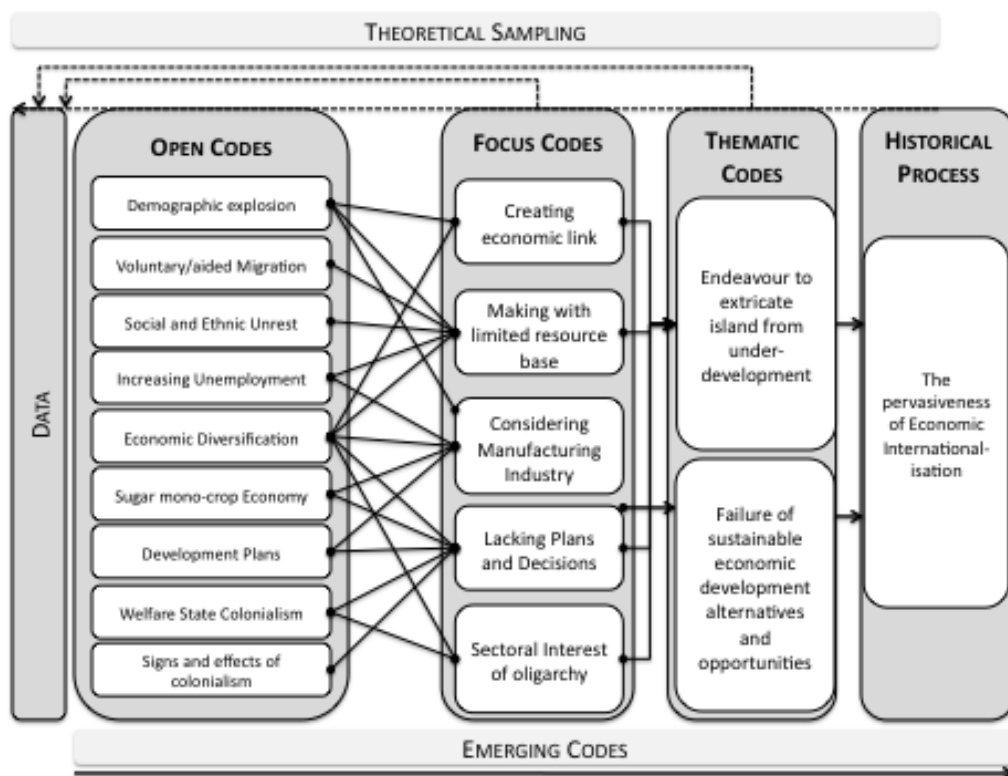 THEORETICAL SAMPLING
DATA
OPEN CODES
Demographic explosion
Voluntary/aided Migration
Social and Ethnic Unrest
Increasing Unemployment
Economic Diversification
Sugar mono-crop Economy
Development Plans
Welfare State Colonialism
Signs and effects of
colonialism
FOCUS CODES
Creating
economic link
Making with
limited resource
base
Considering
Manufacturing
Industry
Lacking Plans
and Decisions
Sectoral Interest
of oligarchy
THEMATIC
CODES
Endeavour to
extricate
island from
under-
development
Failure of
sustainable
economic
development
alternatives
and
opportunities
HISTORICAL
PROCESS
The
pervasiveness
of Economic
International-
isation
EMERGING CODES